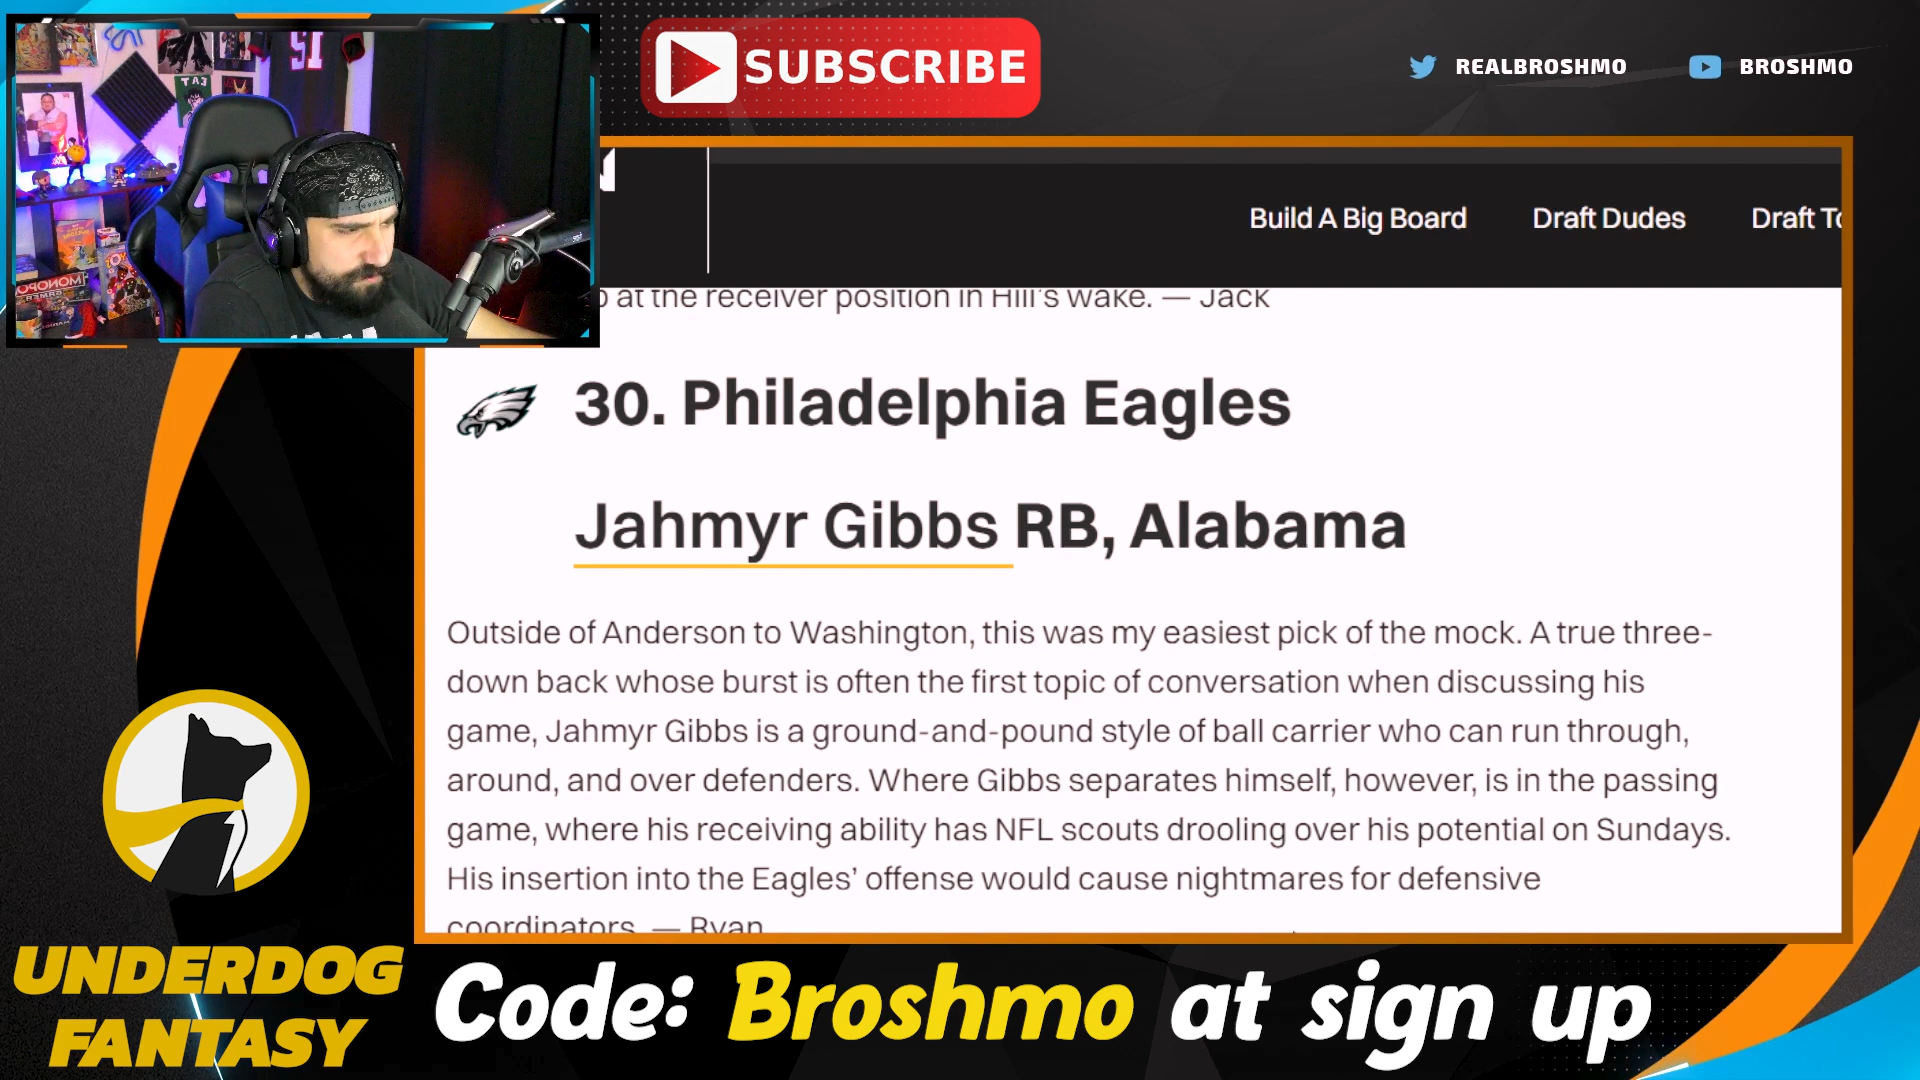 SUBSCRIBE
REALBROSHMO
BROSHMO
Build A Big Board
Draft Dudes
at the receiver position in Hill's wake. — Jack
30. Philadelphia Eagles
Jahmyr Gibbs RB, Alabama
Outside of Anderson to Washington, this was my easiest pick of the mock. A true three-
down back whose burst is often the first topic of conversation when discussing his
game, Jahmyr Gibbs is a ground-and-pound style of ball carrier who can run through,
around, and over defenders. Where Gibbs separates himself, however, is in the passing
game, where his receiving ability has NFL scouts drooling over his potential on Sundays.
His insertion into the Eagles’ offense would cause nightmares for defensive
coordinators. — Ryan
UNDERDOG
FANTASY
Code: Broshmo at sign up